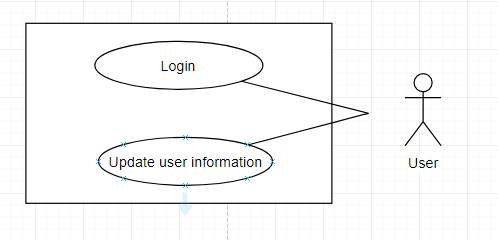 Login
Update user information
User